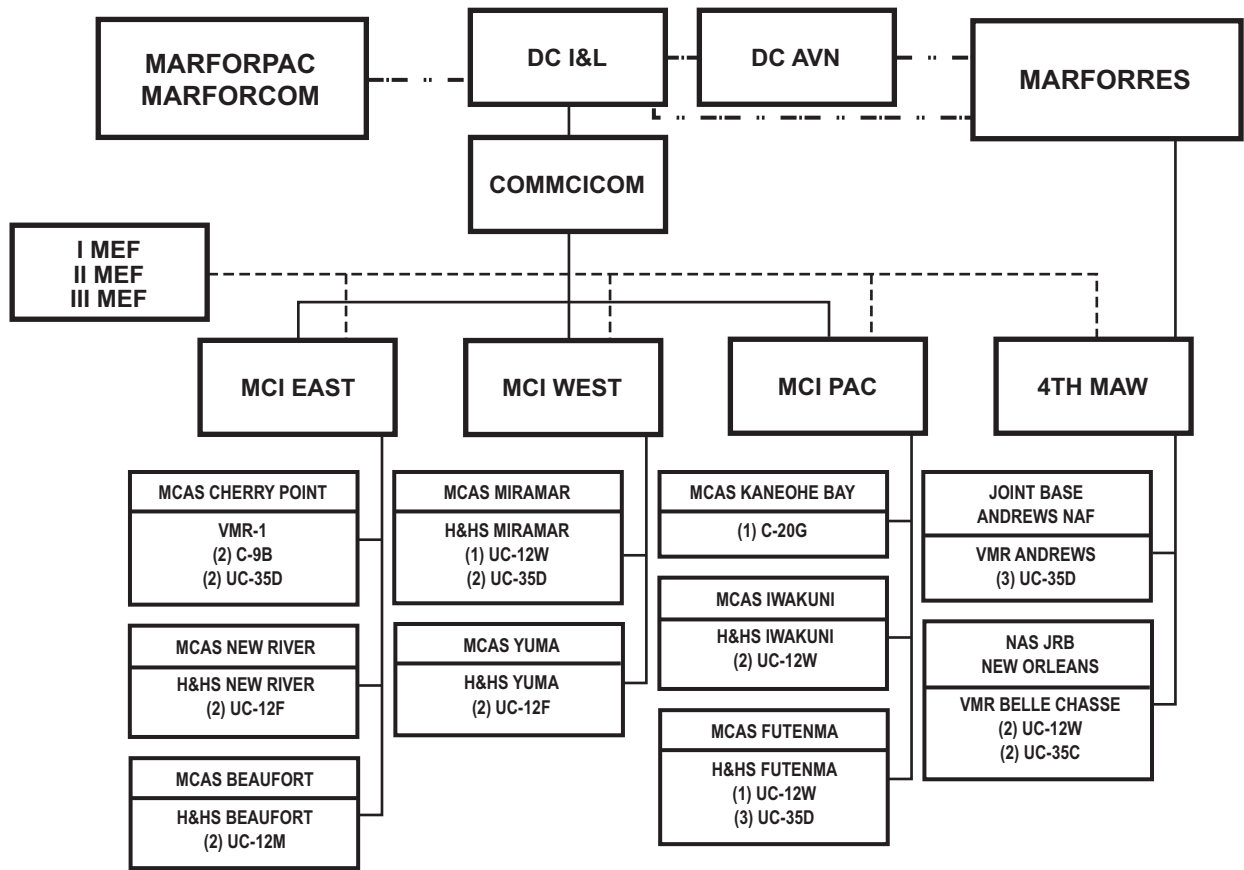 MARFORPAC
MARFORCOM
DC I&L
DC AVN
MARFORRES
COMMCICOM
I MEF
II MEF
III MEF
MCI EAST
MCI WEST
MCI PAC
4TH MAW
MCAS CHERRY POINT
VMR-1
(2) C-9B
(2) UC-35D
MCAS NEW RIVER
H&HS NEW RIVER
(2) UC-12F
MCAS BEAUFORT
H&HS BEAUFORT
(2) UC-12M
MCAS MIRAMAR
H&HS MIRAMAR
(1) UC-12W
(2) UC-35D
MCAS YUMA
H&HS YUMA
(2) UC-12F
MCAS KANEOHE BAY
(1) C-20G
MCAS IWAKUNI
H&HS IWAKUNI
(2) UC-12W
MCAS FUTENMA
H&HS FUTENMA
(1) UC-12W
(3) UC-35D
JOINT BASE
ANDREWS NAF
VMR ANDREWS
(3) UC-35D
NAS JRB
NEW ORLEANS
VMR BELLE CHASSE
(2) UC-12W
(2) UC-35C